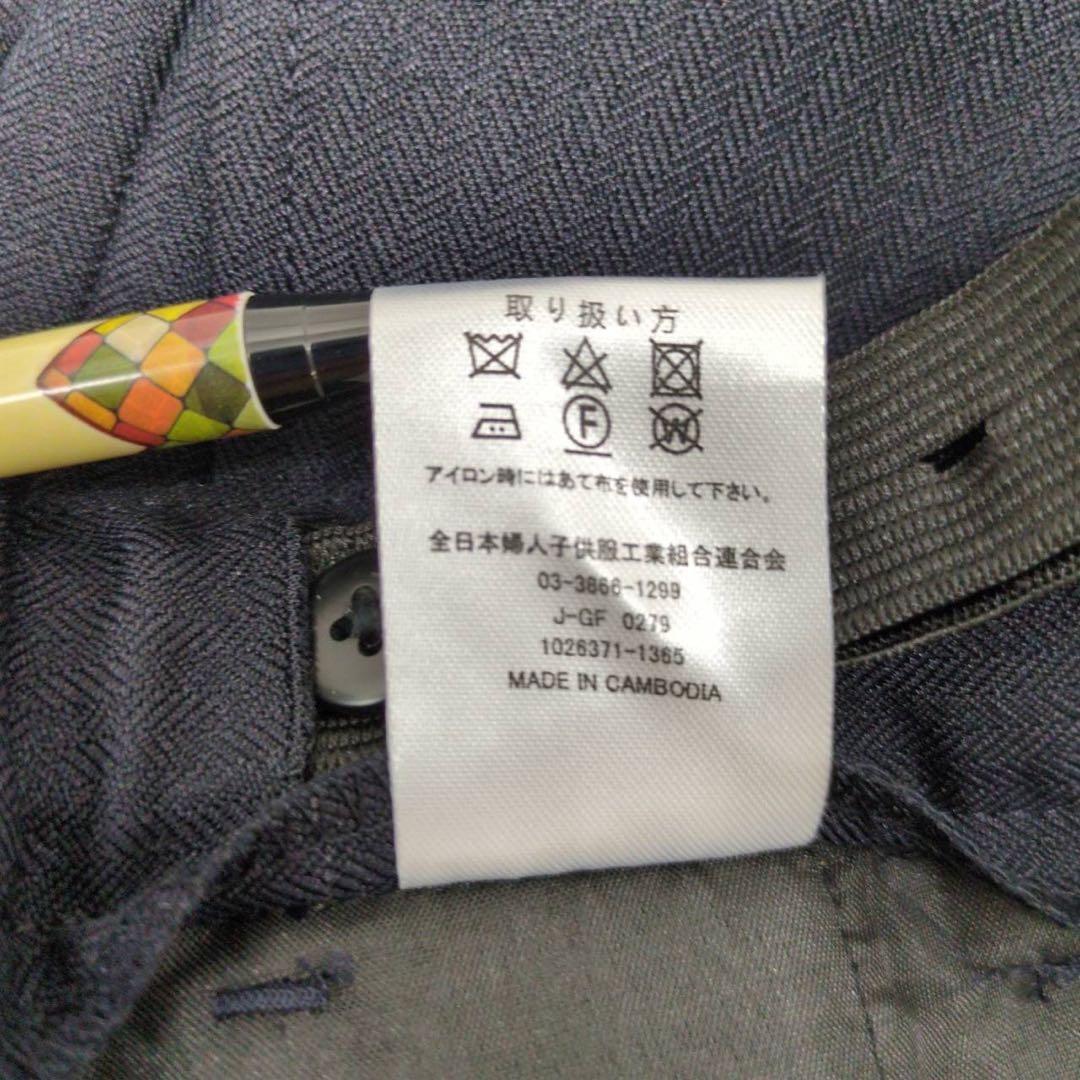 取り扱い方
F W
アイロン時にはあて布を使用して下さい。
全日本婦人子供服工業組合連合会
03-3866-1299
J-GF 0279
1026371-1365
MADE IN CAMBODIA